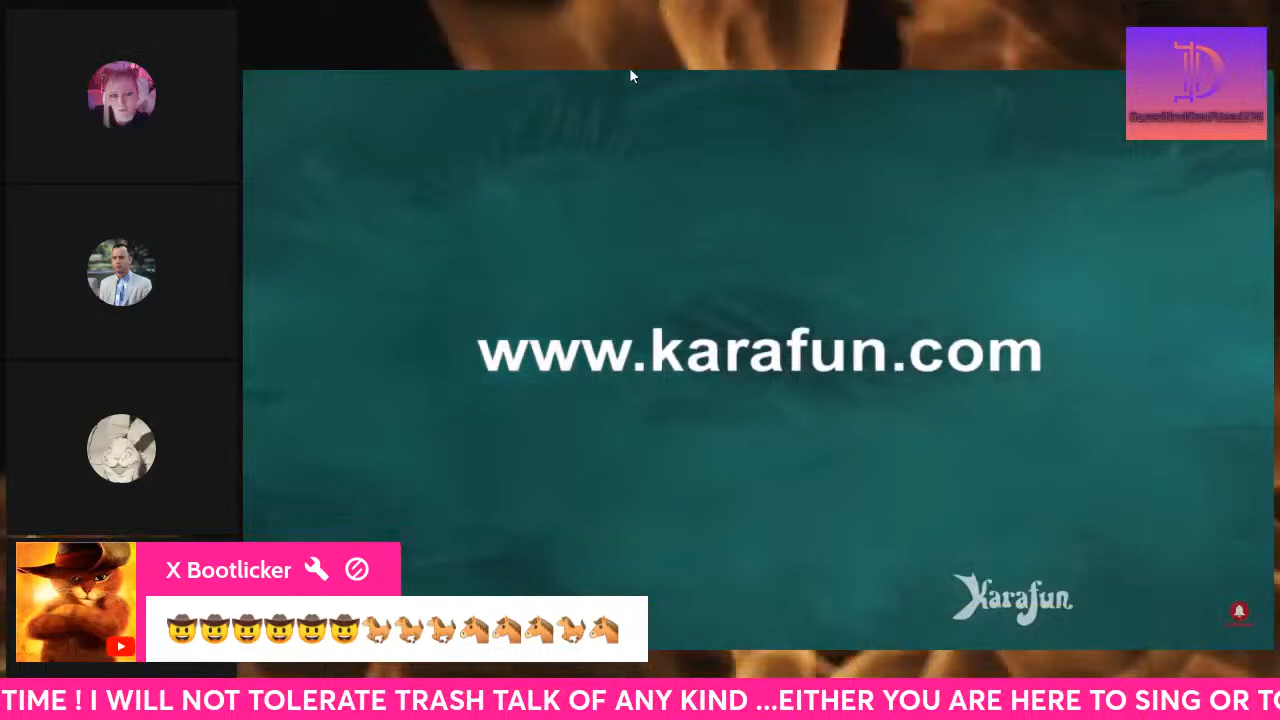 www.karafun.com
Karafun
X Bootlicker
🤠🤠🤠🤠🤠🤠🐎🐎🐎🐴🐴🐴🐎🐴
TIME ! I WILL NOT TOLERATE TRASH TALK OF ANY KIND ...EITHER YOU ARE HERE TO SING OR TO